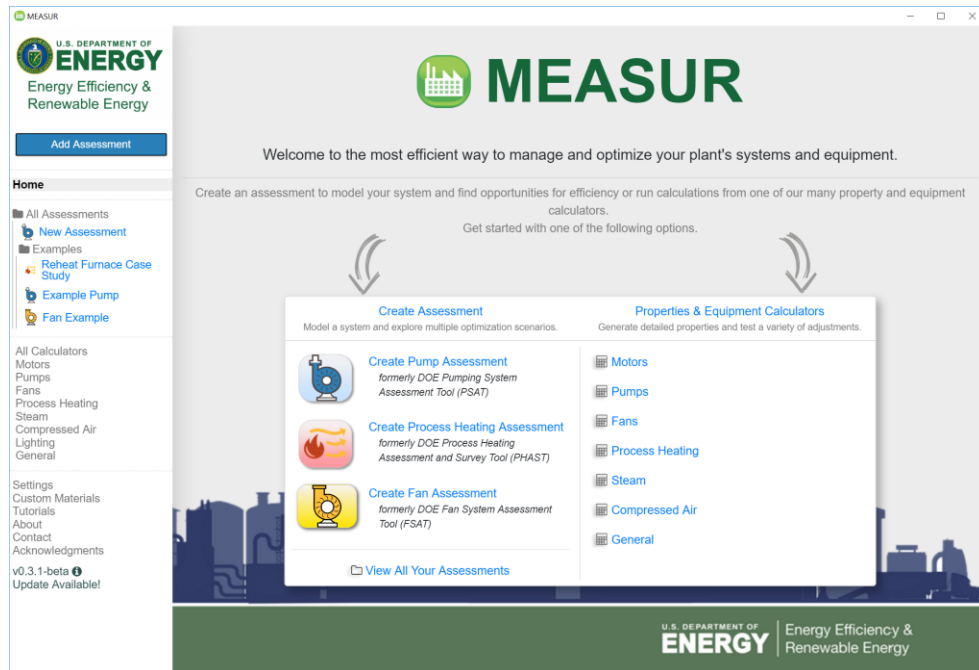 MEASUR
U.S. DEPARTMENT OF
ENERGY
Energy Efficiency &
Renewable Energy
Add Assessment
Home
All Assessments
New Assessment
Examples
Reheat Furnace Case
Study
Example Pump
Fan Example
All Calculators
Motors
Pumps
Fans
Process Heating
Steam
Compressed Air
Lighting
General
Settings
Custom Materials
Tutorials
About
Contact
Acknowledgments
v0.3.1-beta
Update Available!
MEASUR
Welcome to the most efficient way to manage and optimize your plant's systems and equipment.
Create an assessment to model your system and find opportunities for efficiency or run calculations from one of our many property and equipment
calculators.
Get started with one of the following options.
Create Assessment
Model a system and explore multiple optimization scenarios.
Create Pump Assessment
formerly DOE Pumping System
Assessment Tool (PSAT)
Create Process Heating Assessment
formerly DOE Process Heating
Assessment and Survey Tool (PHAST)
Create Fan Assessment
formerly DOE Fan System Assessment
Tool (FSAT)
View All Your Assessments
Properties & Equipment Calculators
Generate detailed properties and test a variety of adjustments.
Motors
Pumps
Fans
Process Heating
Steam
Compressed Air
General
U.S. DEPARTMENT OF
ENERGY
Energy Efficiency &
Renewable Energy